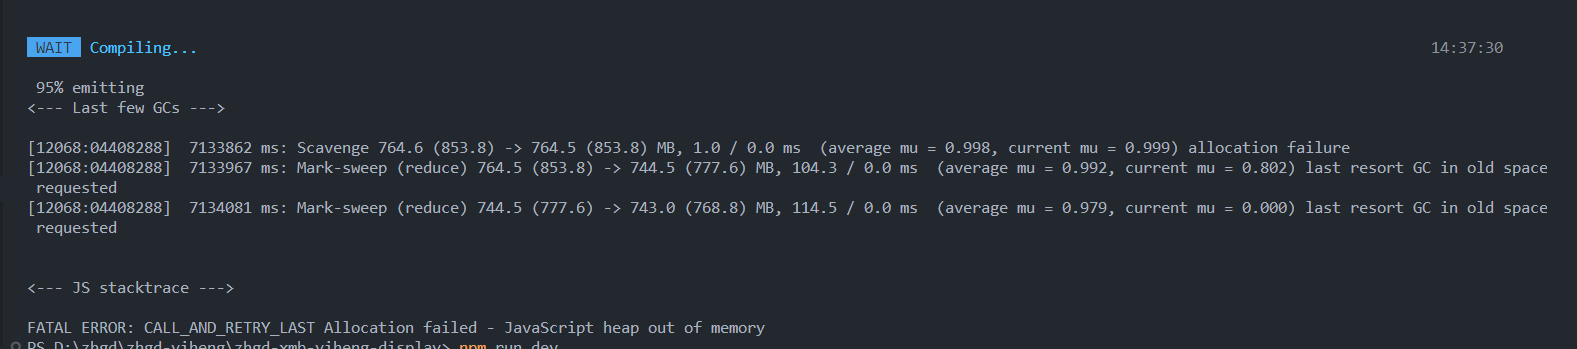 WAIT Compiling... 14:37:30
95% emitting
<--- Last few GCs --->
[12068:04408288] 7133862 ms: Scavenge 764.6 (853.8) -> 764.5 (853.8) MB, 1.0 / 0.0 ms (average mu = 0.998, current mu = 0.999) allocation failure
[12068:04408288] 7133967 ms: Mark-sweep (reduce) 764.5 (853.8) -> 744.5 (777.6) MB, 104.3 / 0.0 ms (average mu = 0.992, current mu = 0.802) last resort GC in old space
requested
[12068:04408288] 7134081 ms: Mark-sweep (reduce) 744.5 (777.6) -> 743.0 (768.8) MB, 114.5 / 0.0 ms (average mu = 0.979, current mu = 0.000) last resort GC in old space
requested
<--- JS stacktrace --->
FATAL ERROR: CALL_AND_RETRY_LAST Allocation failed - JavaScript heap out of memory
PS D:\zhgd\zhgd-yiheng\zhgd-xmb-yiheng-display> npm run dev